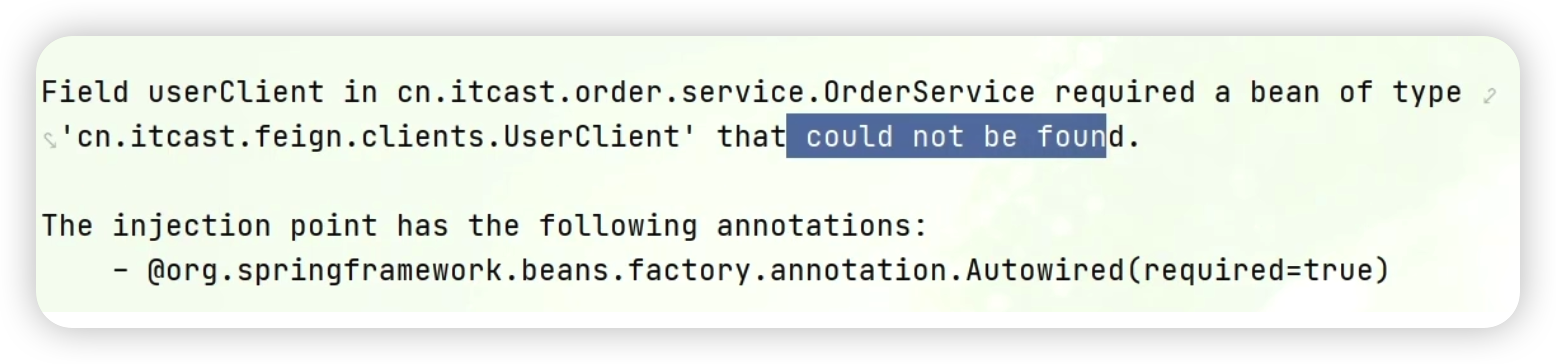 Field userClient in cn.itcast.order.service.OrderService required a bean of type
'cn.itcast.feign.clients.UserClient' that could not be found.
The injection point has the following annotations:
– @org.springframework.beans.factory.annotation.Autowired(required=true)